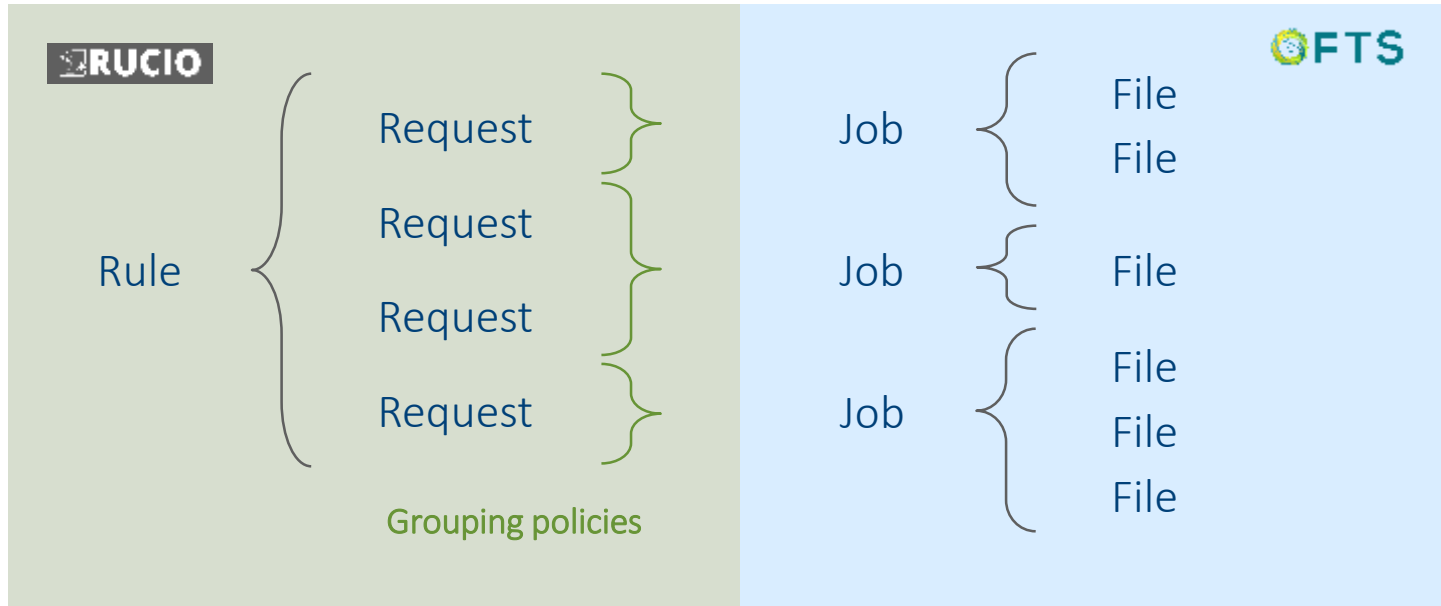 RUCIO
Rule
Request
Request
Request
Request
Grouping policies
FTS
Job
File
File
Job
File
Job
File
File
File